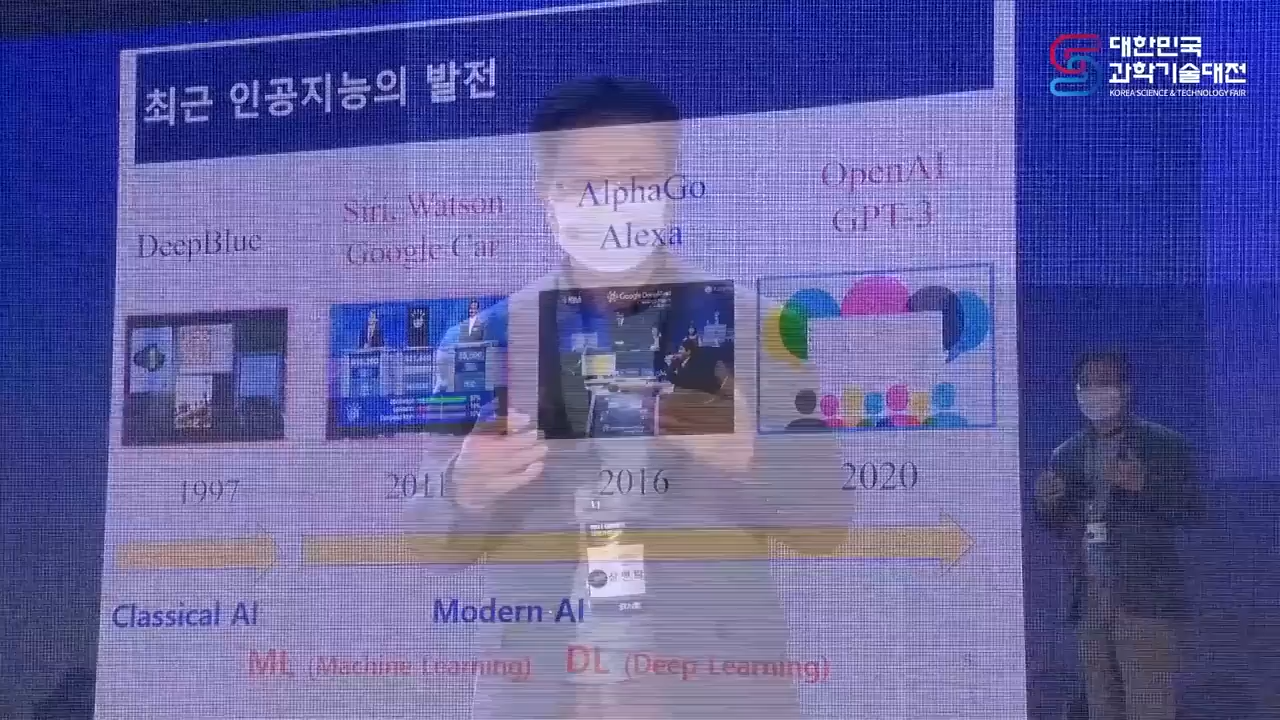 대한민국
과학기술대전
KOREA SCIENCE & TECHNOLOGY FAIR
최근 인공지능의 발전
DeepBlue
Siri, Watson
Google Car
AlphaGo
Alexa
OpenAI
GPT-3
Google DeepMind
1997
2011
2016
2020
Classical AI
Modern AI
ML (Machine Learning)
DL (Deep Learning)